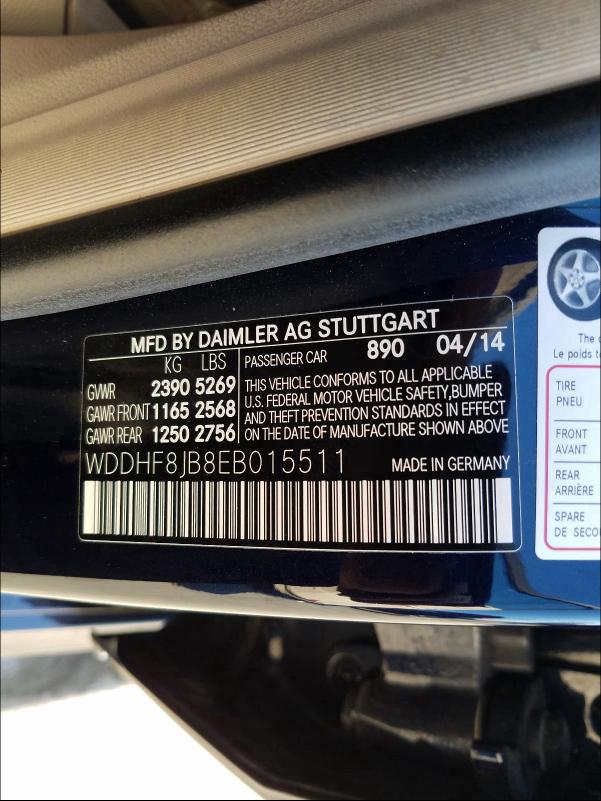 MFD BY DAIMLER AG STUTTGART
KG LBS
GVWR 2390 5269
GAWR FRONT 1165 2568
GAWR REAR 1250 2756
PASSENGER CAR 890 04/14
THIS VEHICLE CONFORMS TO ALL APPLICABLE
U.S. FEDERAL MOTOR VEHICLE SAFETY,BUMPER
AND THEFT PREVENTION STANDARDS IN EFFECT
ON THE DATE OF MANUFACTURE SHOWN ABOVE
WDDHF8JB8EB015511 MADE IN GERMANY
The
Le poids
TIRE
PNEU
FRONT
AVANT
REAR
ARRIÈRE
SPARE
DE